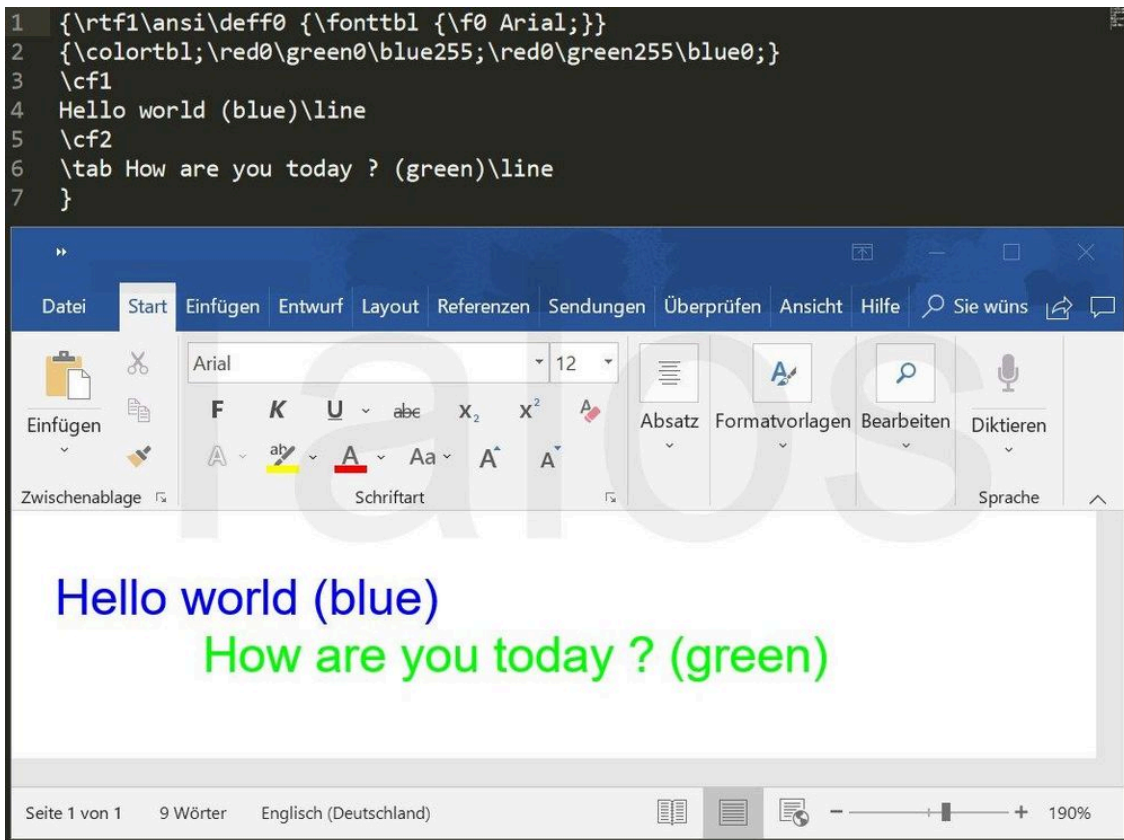 1 {\rtf1\ansi\deff0 {\fonttbl {\f0 Arial;}}
2 {\colortbl;\red0\green0\blue255;\red0\green255\blue0;}
3 \cf1
4 Hello world (blue)\line
5 \cf2
6 \tab How are you today ? (green)\line
7 }
Datei Start Einfügen Entwurf Layout Referenzen Sendungen Überprüfen Ansicht Hilfe Sie wüns
Arial 12
F K U abc X2 X2 A
Einfügen Absatz Formatvorlagen Bearbeiten Diktieren
A ab A Aa A A
Zwischenablage Schriftart Sprache
Talos
Hello world (blue)
How are you today ? (green)
Seite 1 von 1 9 Wörter Englisch (Deutschland) 190%